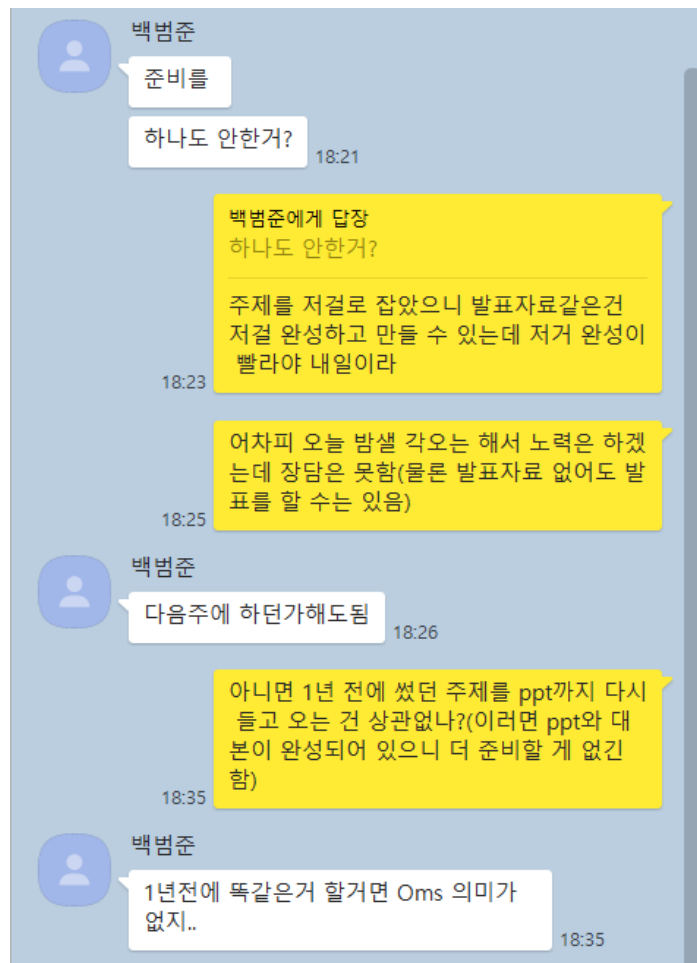 백범준
준비를
하나도 안한거?
18:21
백범준에게 답장
하나도 안한거?
주제를 저걸로 잡았으니 발표자료같은건
저걸 완성하고 만들 수 있는데 저거 완성이
빨라야 내일이라
18:23
어차피 오늘 밤샐 각오는 해서 노력은 하겠
는데 장담은 못함(물론 발표자료 없어도 발
표를 할 수는 있음)
18:25
백범준
다음주에 하던가해도됨
18:26
아니면 1년 전에 썼던 주제를 ppt까지 다시
들고 오는 건 상관없나?(이러면 ppt와 대
본이 완성되어 있으니 더 준비할 게 없긴
함)
18:35
백범준
1년전에 똑같은거 할거면 Oms 의미가
없지..
18:35